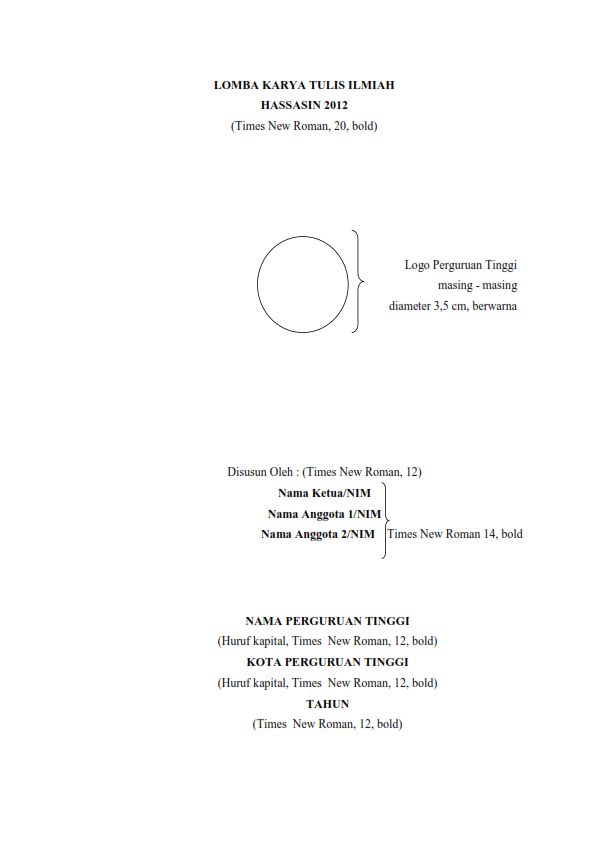 LOMBA KARYA TULIS ILMIAH
HASSASIN 2012
(Times New Roman, 20, bold)
Logo Perguruan Tinggi
masing - masing
diameter 3,5 cm, berwarna
Disusun Oleh : (Times New Roman, 12)
Nama Ketua/NIM
Nama Anggota 1/NIM
Nama Anggota 2/NIM Times New Roman 14, bold
NAMA PERGURUAN TINGGI
(Huruf kapital, Times New Roman, 12, bold)
KOTA PERGURUAN TINGGI
(Huruf kapital, Times New Roman, 12, bold)
TAHUN
(Times New Roman, 12, bold)